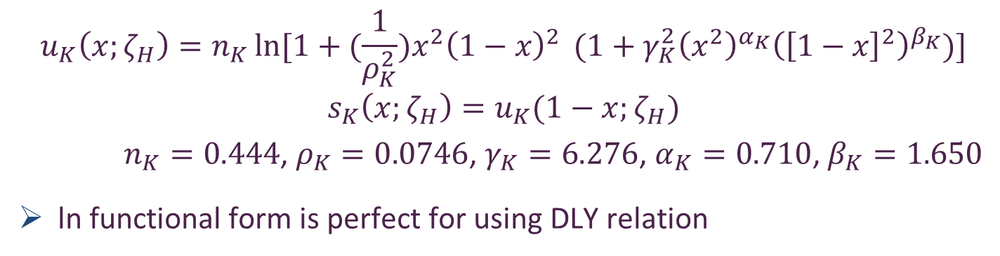 u_K(x; ζ_H) = n_K ln[1 + (\frac{1}{ρ_K^2})x^2(1 − x)^2 (1 + γ_K^2(x^2)^{α_K}([1 − x]^2)^{β_K})]
s_K(x; ζ_H) = u_K(1 − x; ζ_H)
n_K = 0.444, ρ_K = 0.0746, γ_K = 6.276, α_K = 0.710, β_K = 1.650
➢ ln functional form is perfect for using DLY relation